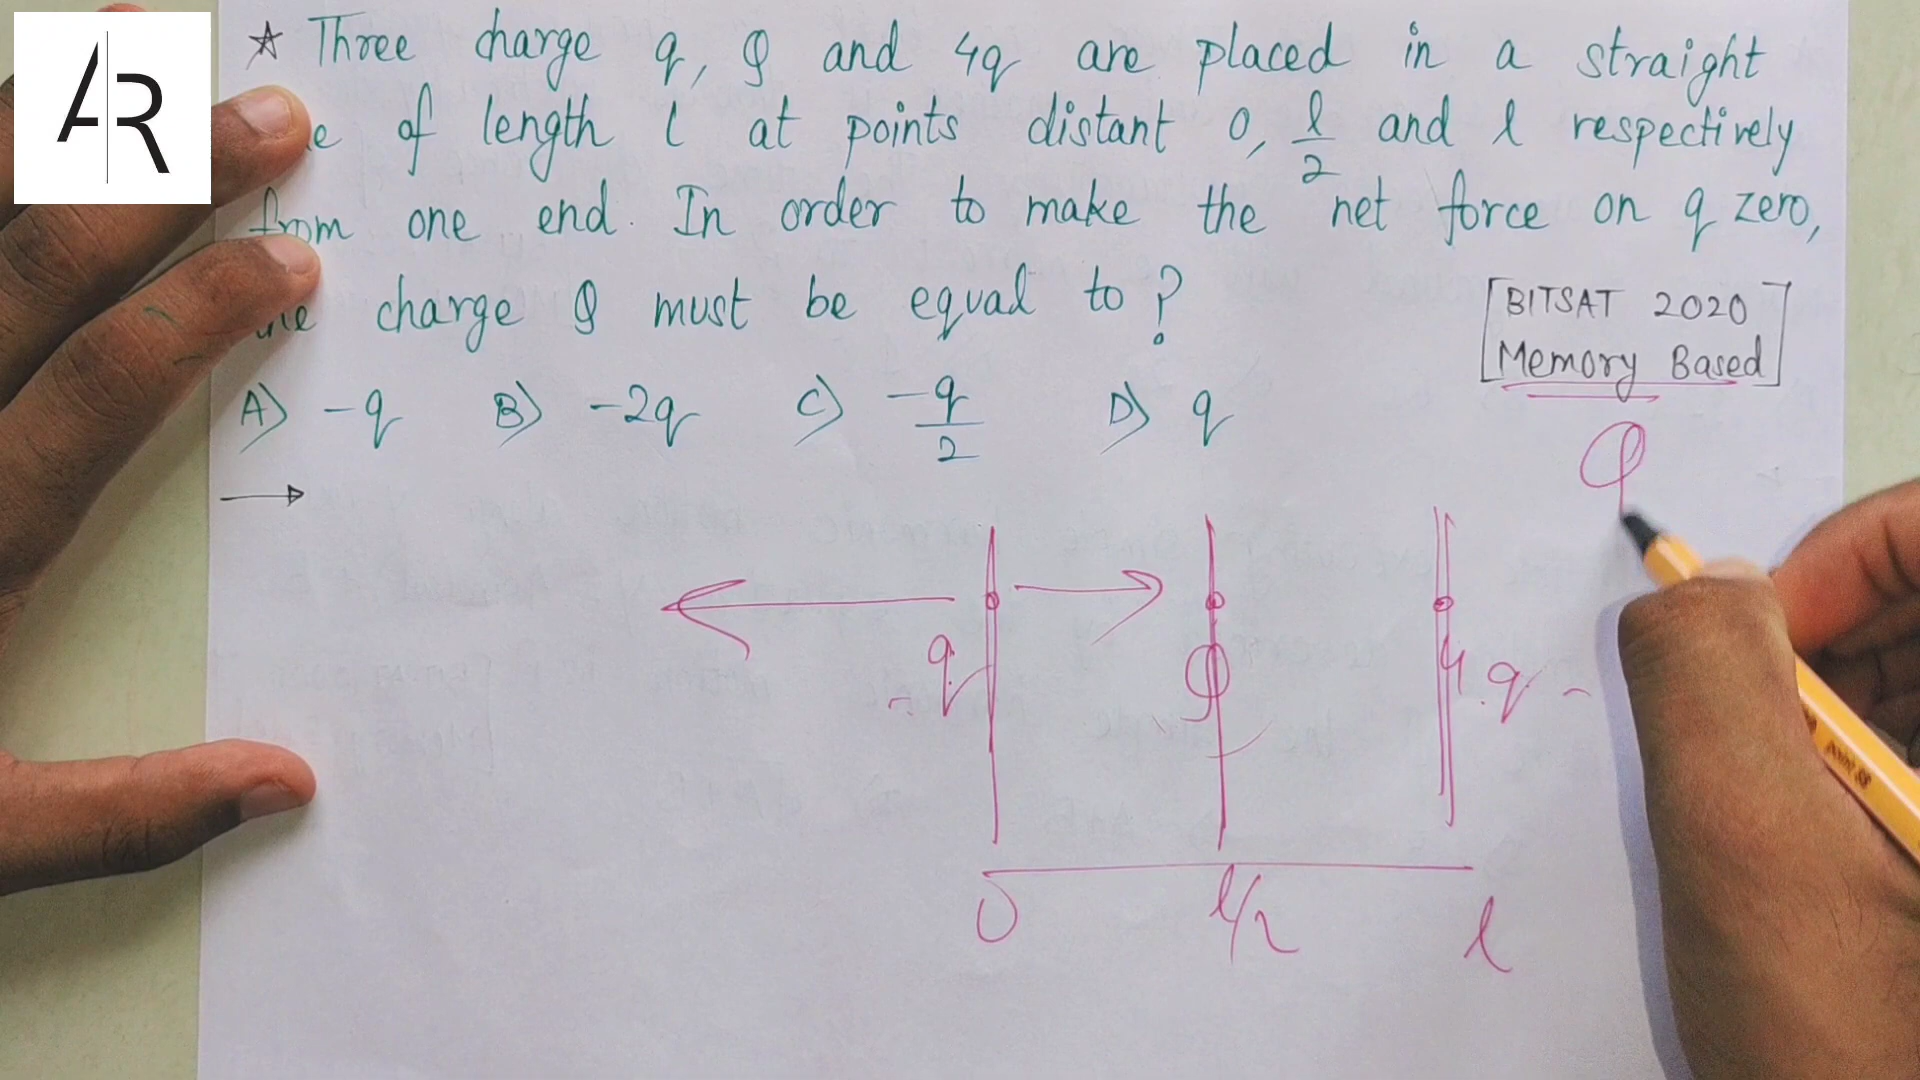 AR
☆ Three charge q, Q and 4q are placed in a straight
of length l at points distant 0, l/2 and l respectively
from one end. In order to make the net force on q zero,
charge Q must be equal to ?
[BITSAT 2020
Memory Based]
A) -q B) -2q C) -q/2 D) q
Q
→
q Q 4q
0 l/2 l